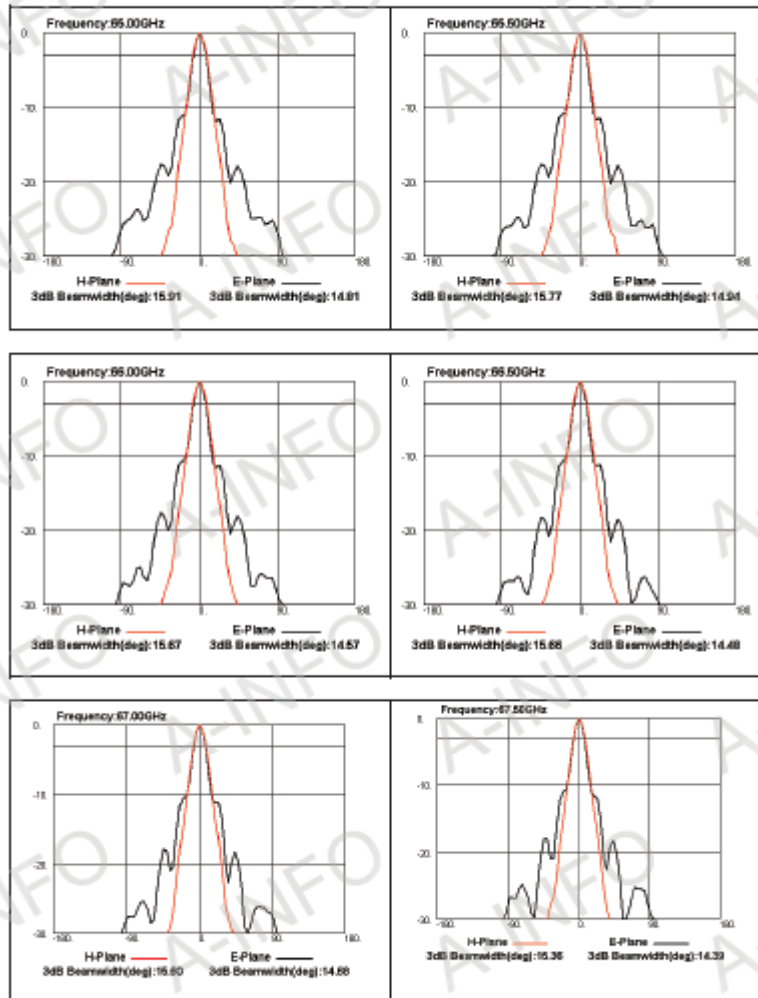 Frequency:65.00GHz
0.
-10.
-20.
-30.
-180. -90. 0. 90. 180.
H-Plane E-Plane
3dB Beamwidth(deg):15.91 3dB Beamwidth(deg):14.81
Frequency:65.50GHz
0.
-10.
-20.
-30.
-180. -90. 0. 90. 180.
H-Plane E-Plane
3dB Beamwidth(deg):15.77 3dB Beamwidth(deg):14.94
Frequency:66.00GHz
0.
-10.
-20.
-30.
-180. -90. 0. 90. 180.
H-Plane E-Plane
3dB Beamwidth(deg):15.67 3dB Beamwidth(deg):14.57
Frequency:66.50GHz
0.
-10.
-20.
-30.
-180. -90. 0. 90. 180.
H-Plane E-Plane
3dB Beamwidth(deg):15.66 3dB Beamwidth(deg):14.48
Frequency:67.00GHz
0.
-10.
-20.
-30.
-180. -90. 0. 90. 180.
H-Plane E-Plane
3dB Beamwidth(deg):15.60 3dB Beamwidth(deg):14.68
Frequency:67.50GHz
0.
-10.
-20.
-30.
-180. -90. 0. 90. 180.
H-Plane E-Plane
3dB Beamwidth(deg):15.36 3dB Beamwidth(deg):14.39
A-INFO